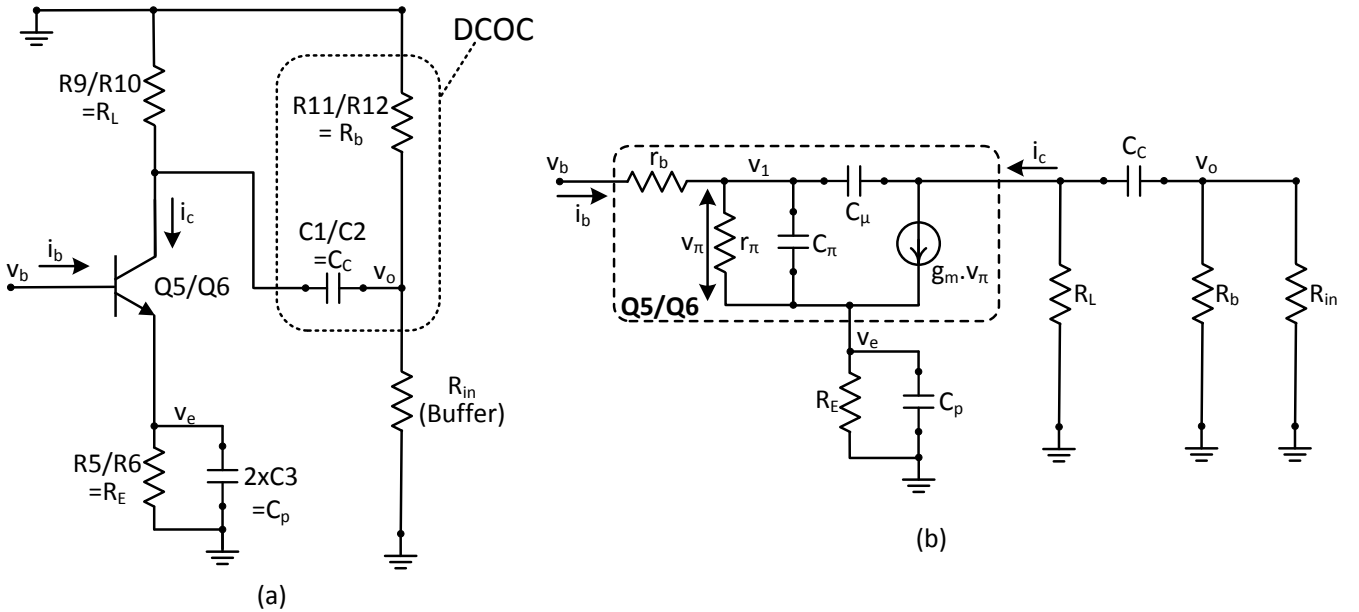 DCOC
R9/R10
=R_L
R11/R12
= R_b
i_c
C1/C2
=C_C
v_o
i_b
v_b
Q5/Q6
R_in
(Buffer)
v_e
R5/R6
=R_E
2xC3
=C_p
(a)
v_b
r_b
v_1
i_c
C_C
v_o
i_b
C_μ
v_π
r_π
C_π
g_m.v_π
Q5/Q6
R_L
R_b
R_in
v_e
R_E
C_p
(b)